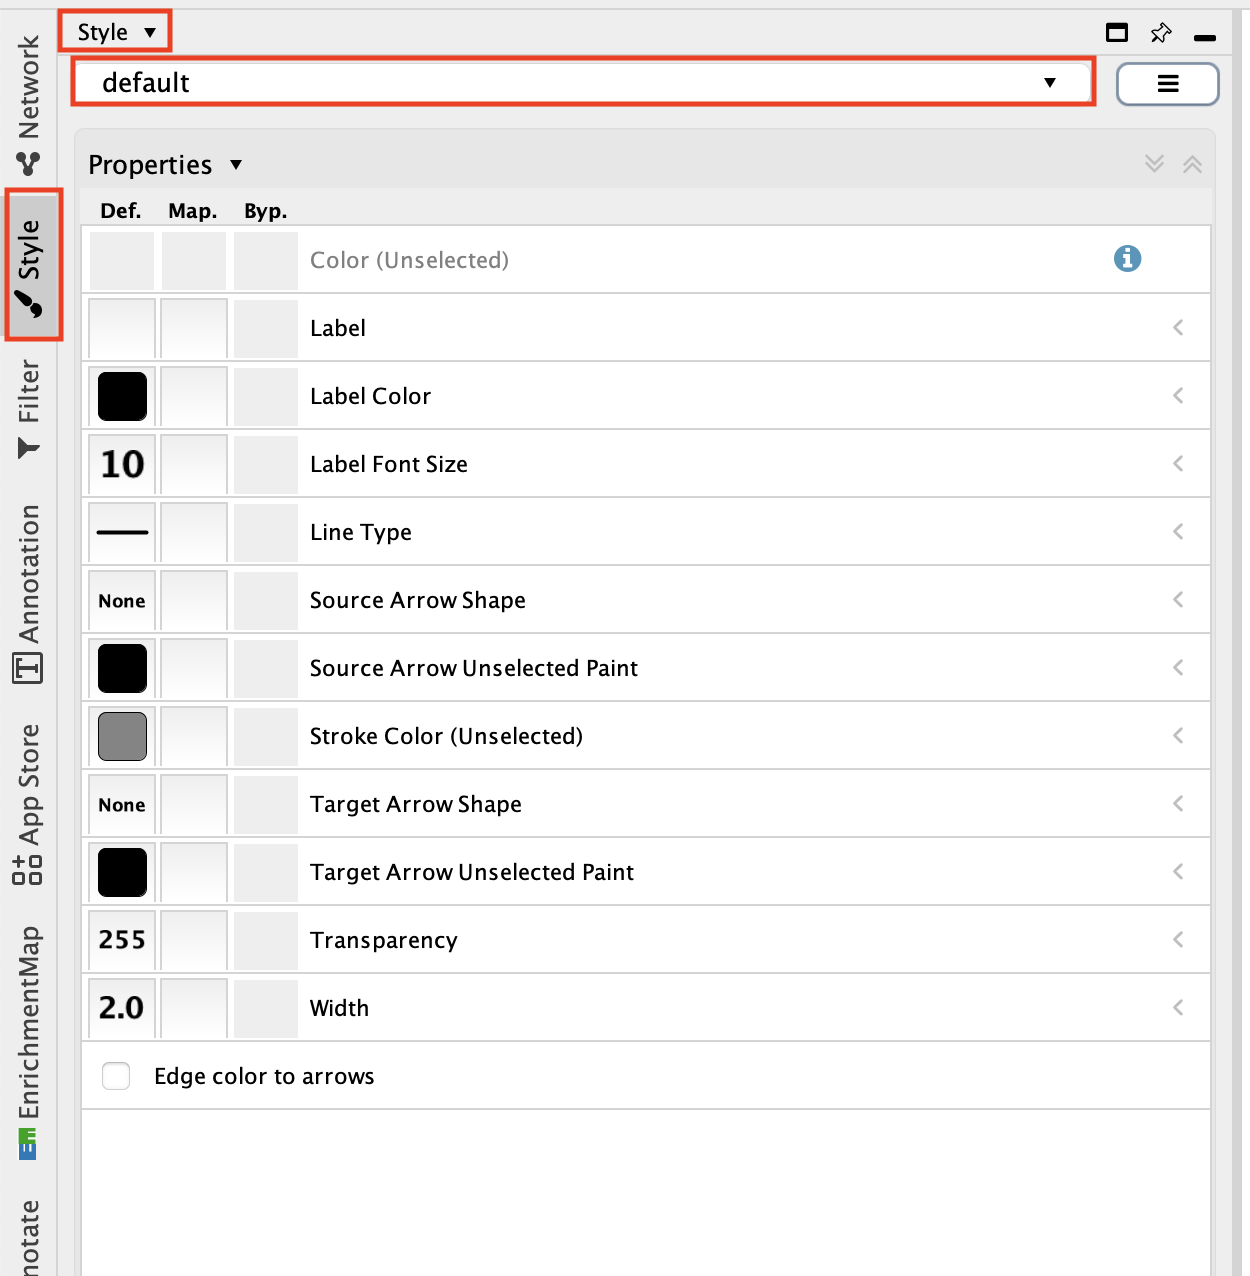 Style
default
Properties
Def. Map. Byp.
Color (Unselected)
Label
Label Color
10 Label Font Size
Line Type
None Source Arrow Shape
Source Arrow Unselected Paint
Stroke Color (Unselected)
None Target Arrow Shape
Target Arrow Unselected Paint
255 Transparency
2.0 Width
Edge color to arrows
Network
Style
Filter
Annotation
App Store
EnrichmentMap
notate